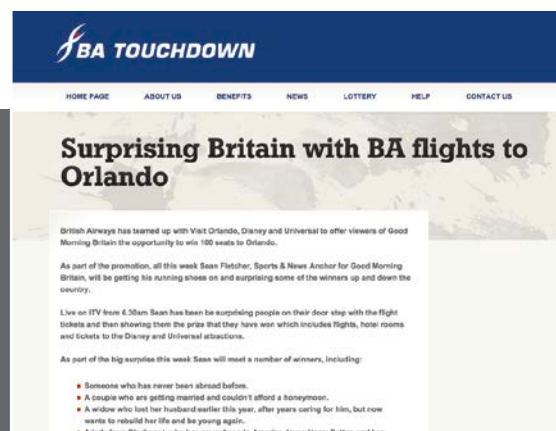 BA TOUCHDOWN
HOME PAGE ABOUT US BENEFITS NEWS LOTTERY HELP CONTACT US
Surprising Britain with BA flights to
Orlando
British Airways has teamed up with Visit Orlando, Disney and Universal to offer viewers of Good
Morning Britain the opportunity to win 100 seats to Orlando.
As part of the promotion, all this week Sean Fletcher, Sports & News Anchor for Good Morning
Britain, will be getting his running shoes on and surprising some of the winners up and down the
country.
Live on ITV from 6.30am Sean has been be surprising people on their door step with the flight
tickets and then showing them the prize that they have won which includes flights, hotel rooms
and tickets to the Disney and Universal attractions.
As part of the big surprise this week Sean will meet a number of winners, including:
Someone who has never been abroad before.
A couple who are getting married and couldn't afford a honeymoon.
A widow who lost her husband earlier this year, after years caring for him, but now
wants to rebuild her life and be young again.